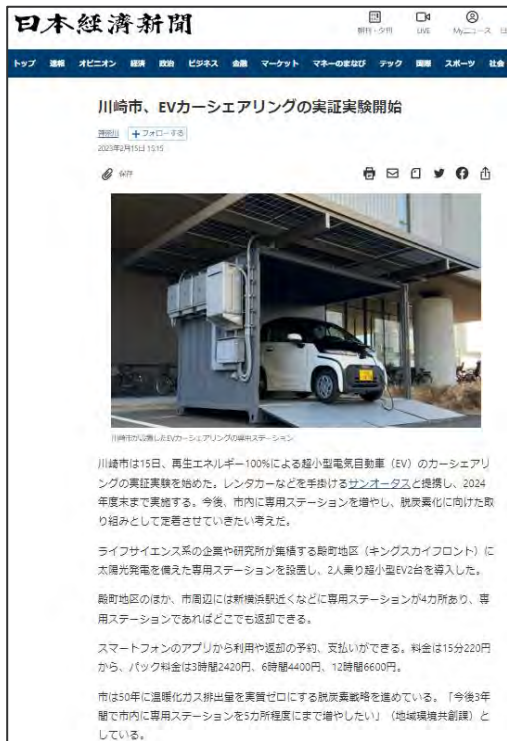 日本経済新聞
朝刊・夕刊 LIVE Myニュース
トップ 速報 オピニオン 経済 政治 ビジネス 金融 マーケット マネーのまなび テック 国際 スポーツ 社会
川崎市、EVカーシェアリングの実証実験開始
神奈川 +フォローする
2023年2月15日 15:15
保存
川崎市が設置したEVカーシェアリングの専用ステーション
川崎市は15日、再生エネルギー100%による超小型電気自動車（EV）のカーシェアリ
ングの実証実験を始めた。レンタカーなどを手掛けるサンオータスと提携し、2024
年度末まで実施する。今後、市内に専用ステーションを増やし、脱炭素化に向けた取
り組みとして定着させていきたい考えだ。
ライフサイエンス系の企業や研究所が集積する殿町地区（キングスカイフロント）に
太陽光発電を備えた専用ステーションを設置し、2人乗り超小型EV2台を導入した。
殿町地区のほか、市周辺には新横浜駅近くなどに専用ステーションが4カ所あり、専
用ステーションであればどこでも返却できる。
スマートフォンのアプリから利用や返却の予約、支払いができる。料金は15分220円
から、パック料金は3時間2420円、6時間4400円、12時間6600円。
市は50年に温暖化ガス排出量を実質ゼロにする脱炭素戦略を進めている。「今後3年
間で市内に専用ステーションを5カ所程度にまで増やしたい」（地域環境共創課）と
している。